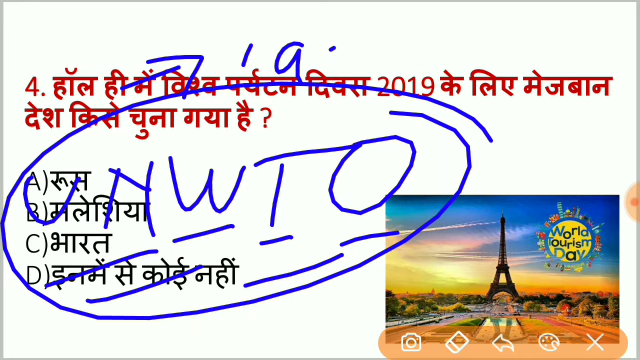 4. हॉल ही में विश्व पर्यटन दिवस 2019 के लिए मेजबान
देश किसे चुना गया है ?
UNWTO
A)रूस
B)मलेशिया
C)भारत
D)इनमें से कोई नहीं
World
Tourism
Day